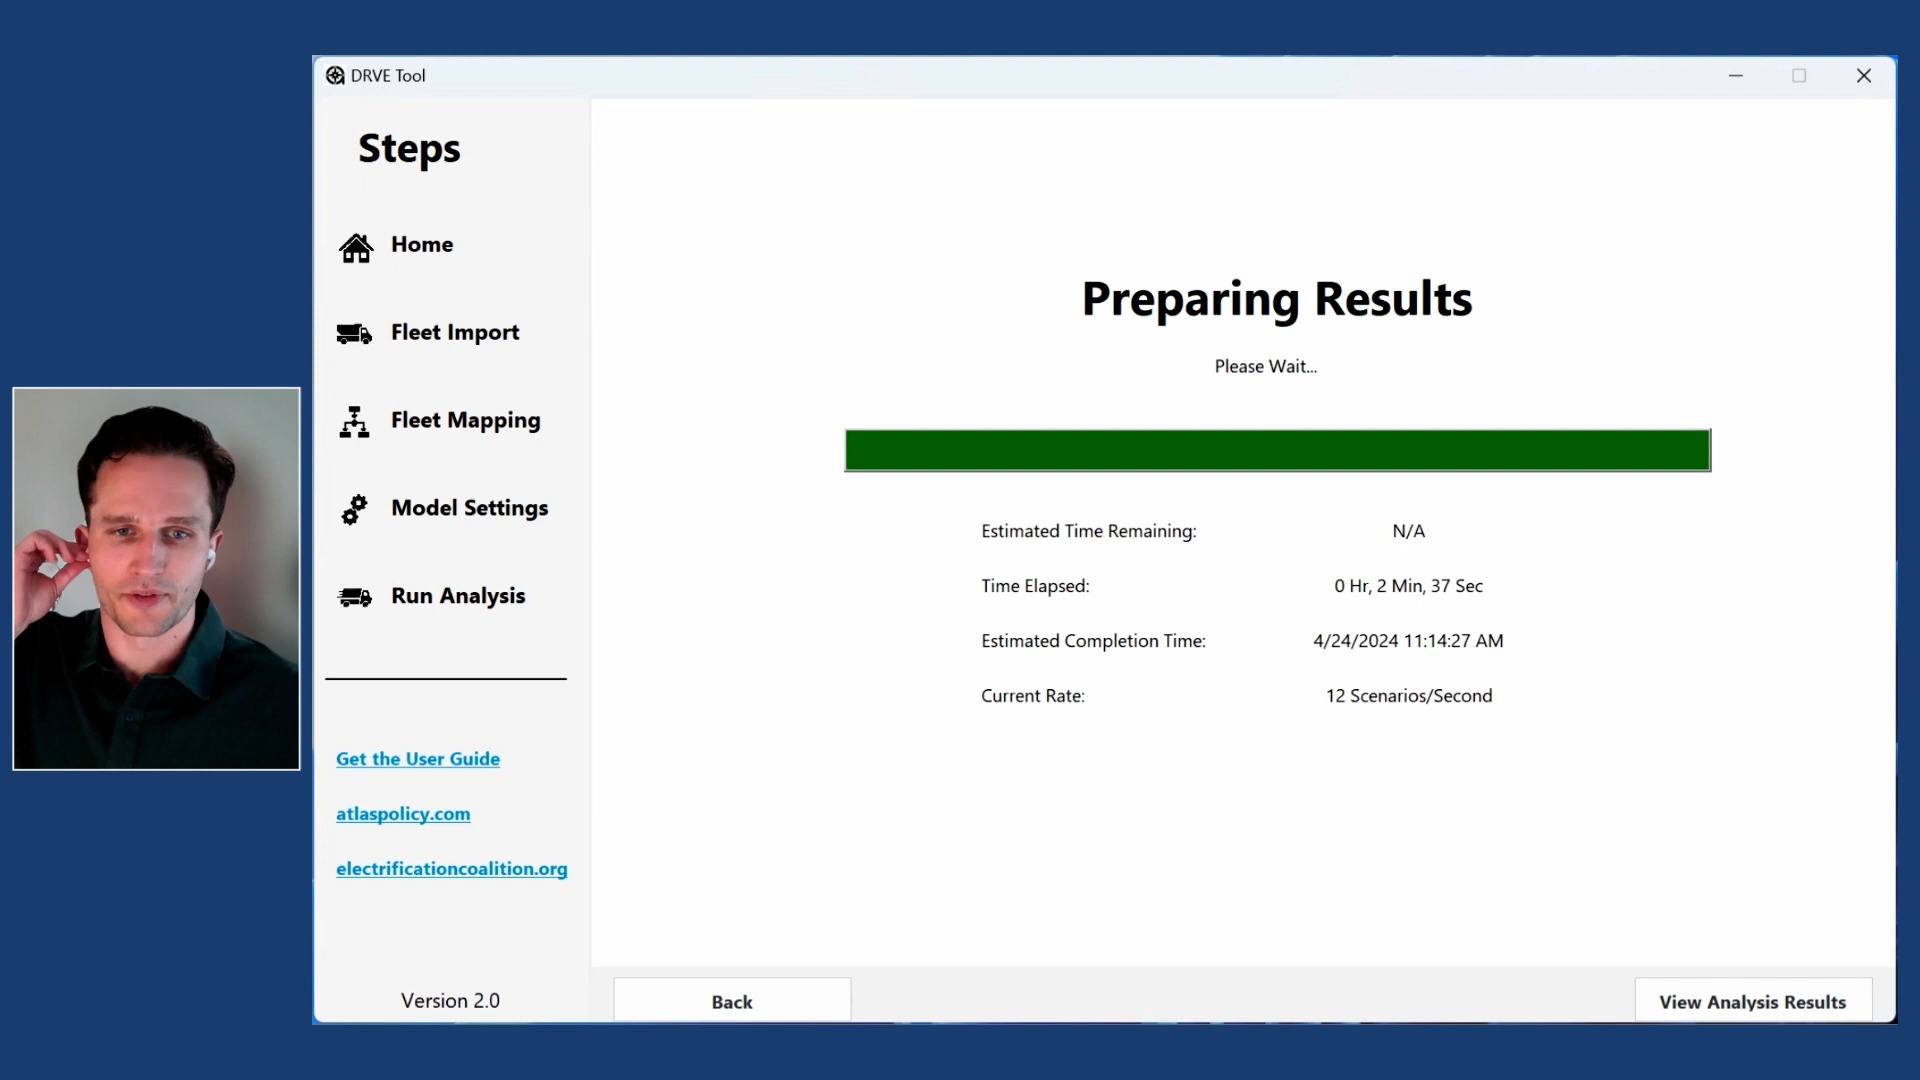 DRVE Tool
Steps
Home
Fleet Import
Fleet Mapping
Model Settings
Run Analysis
Get the User Guide
atlaspolicy.com
electrificationcoalition.org
Version 2.0
Preparing Results
Please Wait...
Estimated Time Remaining: N/A
Time Elapsed: 0 Hr, 2 Min, 37 Sec
Estimated Completion Time: 4/24/2024 11:14:27 AM
Current Rate: 12 Scenarios/Second
Back
View Analysis Results